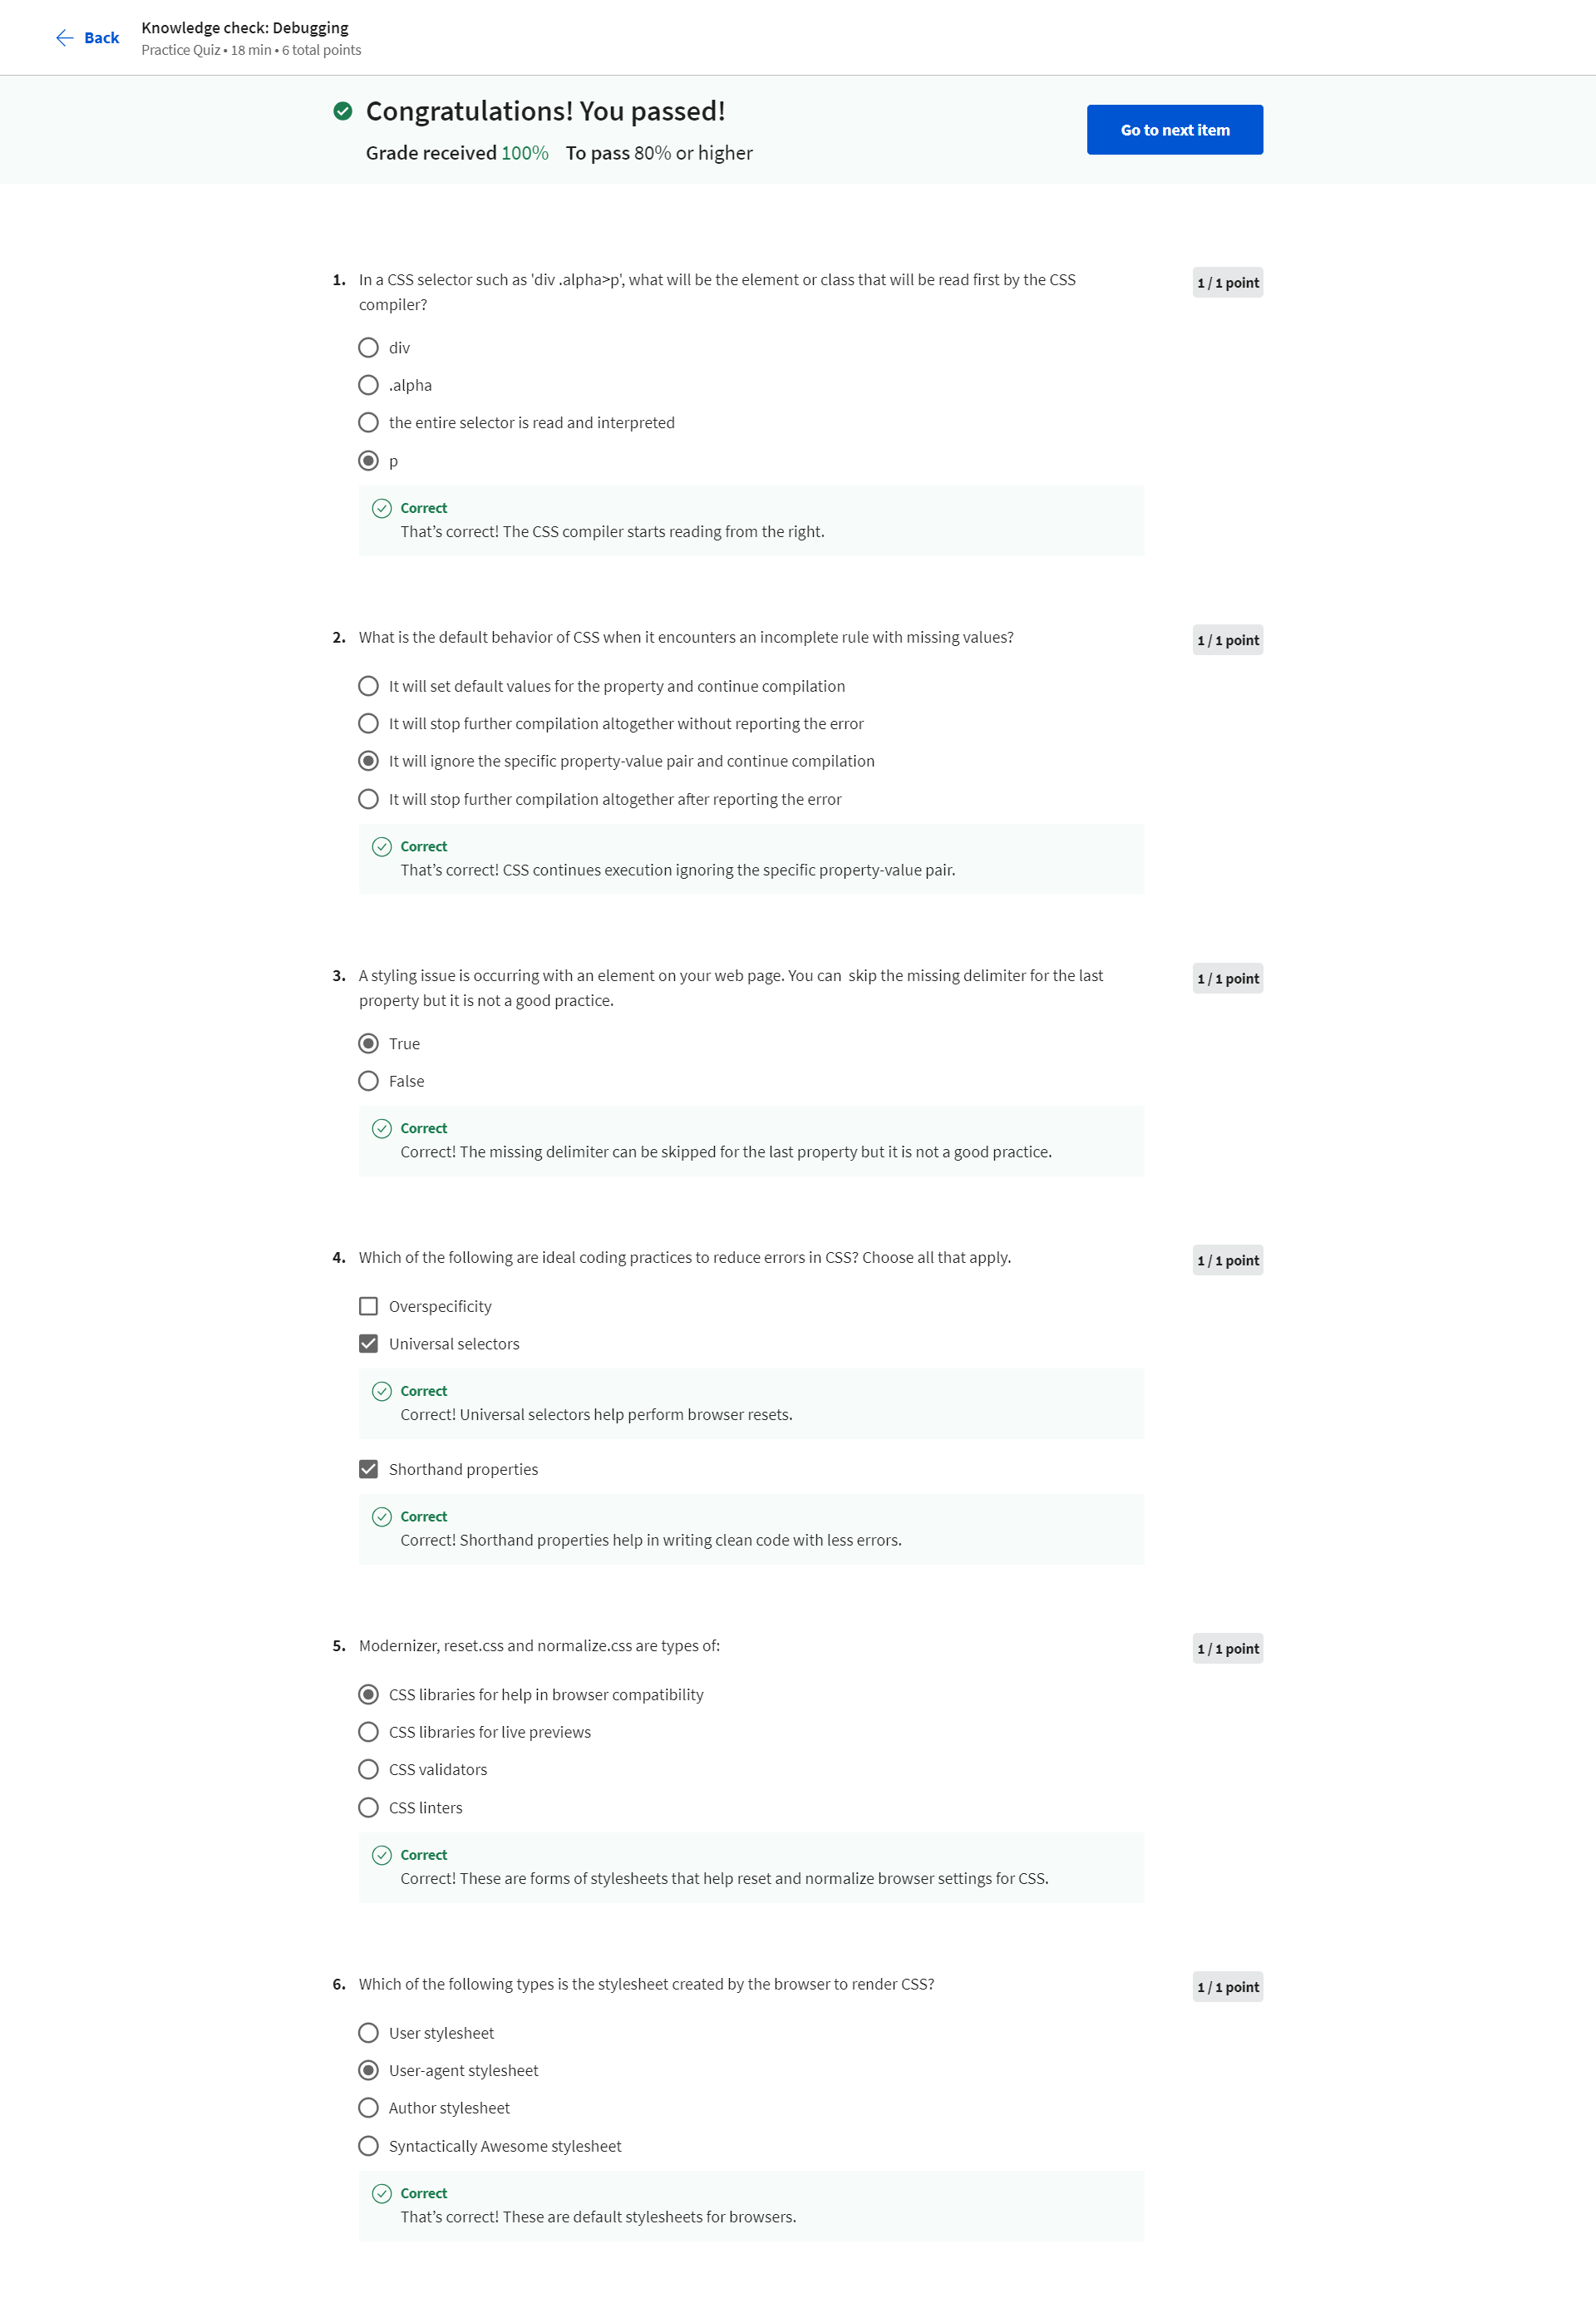 Back
Knowledge check: Debugging
Practice Quiz • 18 min • 6 total points
Congratulations! You passed!
Grade received 100% To pass 80% or higher
Go to next item
1. In a CSS selector such as 'div .alpha>p', what will be the element or class that will be read first by the CSS
compiler?
1 / 1 point
div
.alpha
the entire selector is read and interpreted
p
Correct
That’s correct! The CSS compiler starts reading from the right.
2. What is the default behavior of CSS when it encounters an incomplete rule with missing values?
1 / 1 point
It will set default values for the property and continue compilation
It will stop further compilation altogether without reporting the error
It will ignore the specific property-value pair and continue compilation
It will stop further compilation altogether after reporting the error
Correct
That’s correct! CSS continues execution ignoring the specific property-value pair.
3. A styling issue is occurring with an element on your web page. You can  skip the missing delimiter for the last
property but it is not a good practice.
1 / 1 point
True
False
Correct
Correct! The missing delimiter can be skipped for the last property but it is not a good practice.
4. Which of the following are ideal coding practices to reduce errors in CSS? Choose all that apply.
1 / 1 point
Overspecificity
Universal selectors
Correct
Correct! Universal selectors help perform browser resets.
Shorthand properties
Correct
Correct! Shorthand properties help in writing clean code with less errors.
5. Modernizer, reset.css and normalize.css are types of:
1 / 1 point
CSS libraries for help in browser compatibility
CSS libraries for live previews
CSS validators
CSS linters
Correct
Correct! These are forms of stylesheets that help reset and normalize browser settings for CSS.
6. Which of the following types is the stylesheet created by the browser to render CSS?
1 / 1 point
User stylesheet
User-agent stylesheet
Author stylesheet
Syntactically Awesome stylesheet
Correct
That’s correct! These are default stylesheets for browsers.